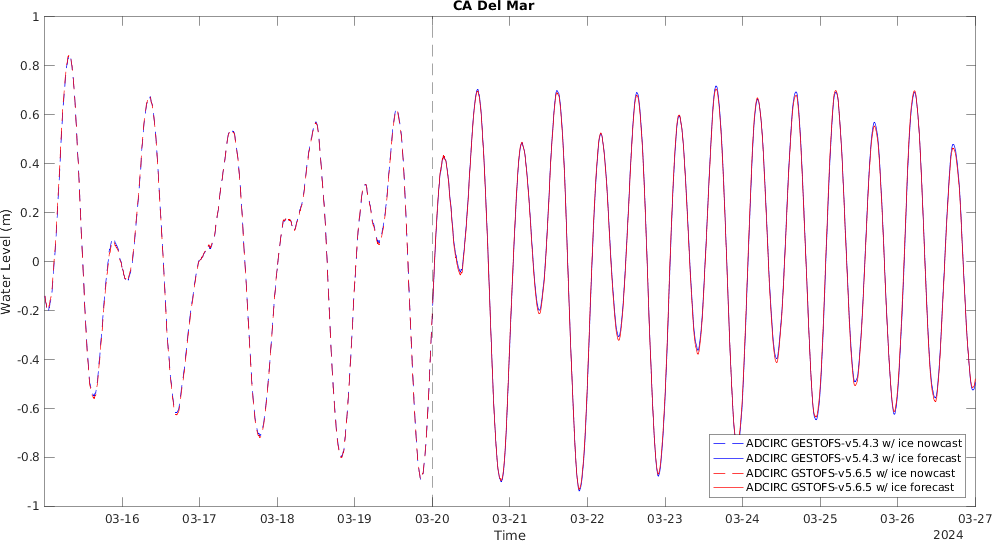 CA Del Mar
1
0.8
0.6
0.4
0.2
0
-0.2
-0.4
-0.6
-0.8
-1
Water Level (m)
ADCIRC GESTOFS-v5.4.3 w/ ice nowcast
ADCIRC GESTOFS-v5.4.3 w/ ice forecast
ADCIRC GSTOFS-v5.6.5 w/ ice nowcast
ADCIRC GSTOFS-v5.6.5 w/ ice forecast
03-16 03-17 03-18 03-19 03-20 03-21 03-22 03-23 03-24 03-25 03-26 03-27
Time
2024